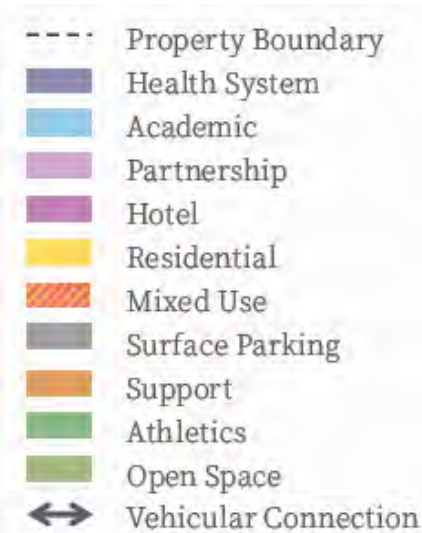 Property Boundary
Health System
Academic
Partnership
Hotel
Residential
Mixed Use
Surface Parking
Support
Athletics
Open Space
Vehicular Connection